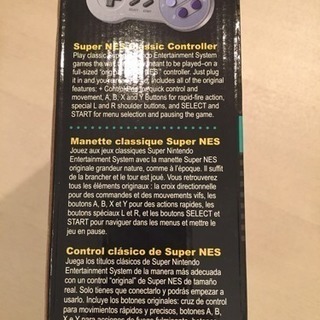 Super NES Classic Controller
Play classic Super Nintendo Entertainment System
games the way they were meant to be played–on a
full-sized "original Super NES" controller. Just plug
it in and you're set. Includes all of the original
features: + Control Pad for quick control and
movement, A, B, X and Y Buttons for rapid-fire action,
special L and R shoulder buttons, and SELECT and
START for menu selection and pausing the game.
Manette classique Super NES
Jouez aux jeux classiques Super Nintendo
Entertainment System avec la manette Super NES
originale grandeur nature, comme à l'époque. Il suffit
de la brancher et le tour est joué. Vous retrouverez
tous les éléments originaux : la croix directionnelle
pour des commandes et des mouvements vifs, les
boutons A, B, X et Y pour des actions rapides, les
boutons spéciaux L et R, et les boutons SELECT et
START pour naviguer dans les menus et mettre le
jeu en pause.
Control clásico de Super NES
Juega los títulos clásicos de Super Nintendo
Entertainment System de la manera más adecuada
con un control "original" de Super NES de tamaño
real. Solo tienes que conectarlo y podrás empezar a
usarlo. Incluye los botones originales: cruz de control
para movimientos rápidos y precisos, botones A, B,
X e Y para acciones de fuego fulminante, botones